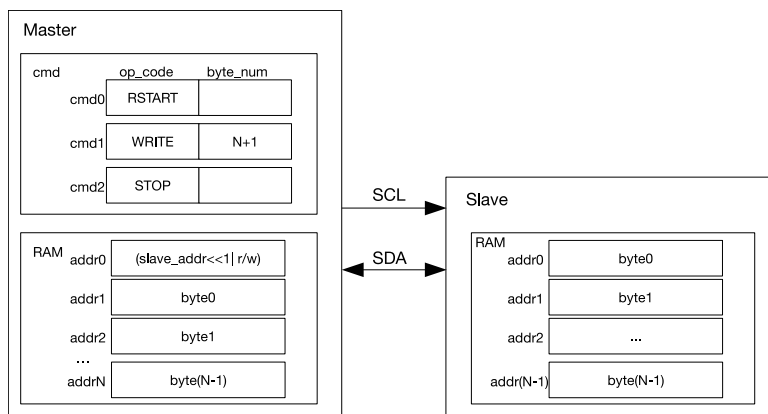 Master
cmd op_code byte_num
cmd0 RSTART
cmd1 WRITE N+1
cmd2 STOP
RAM addr0 (slave_addr<<1| r/w)
addr1 byte0
addr2 byte1
...
addrN byte(N-1)
SCL
SDA
Slave
RAM
addr0 byte0
addr1 byte1
addr2 ...
addr(N-1) byte(N-1)